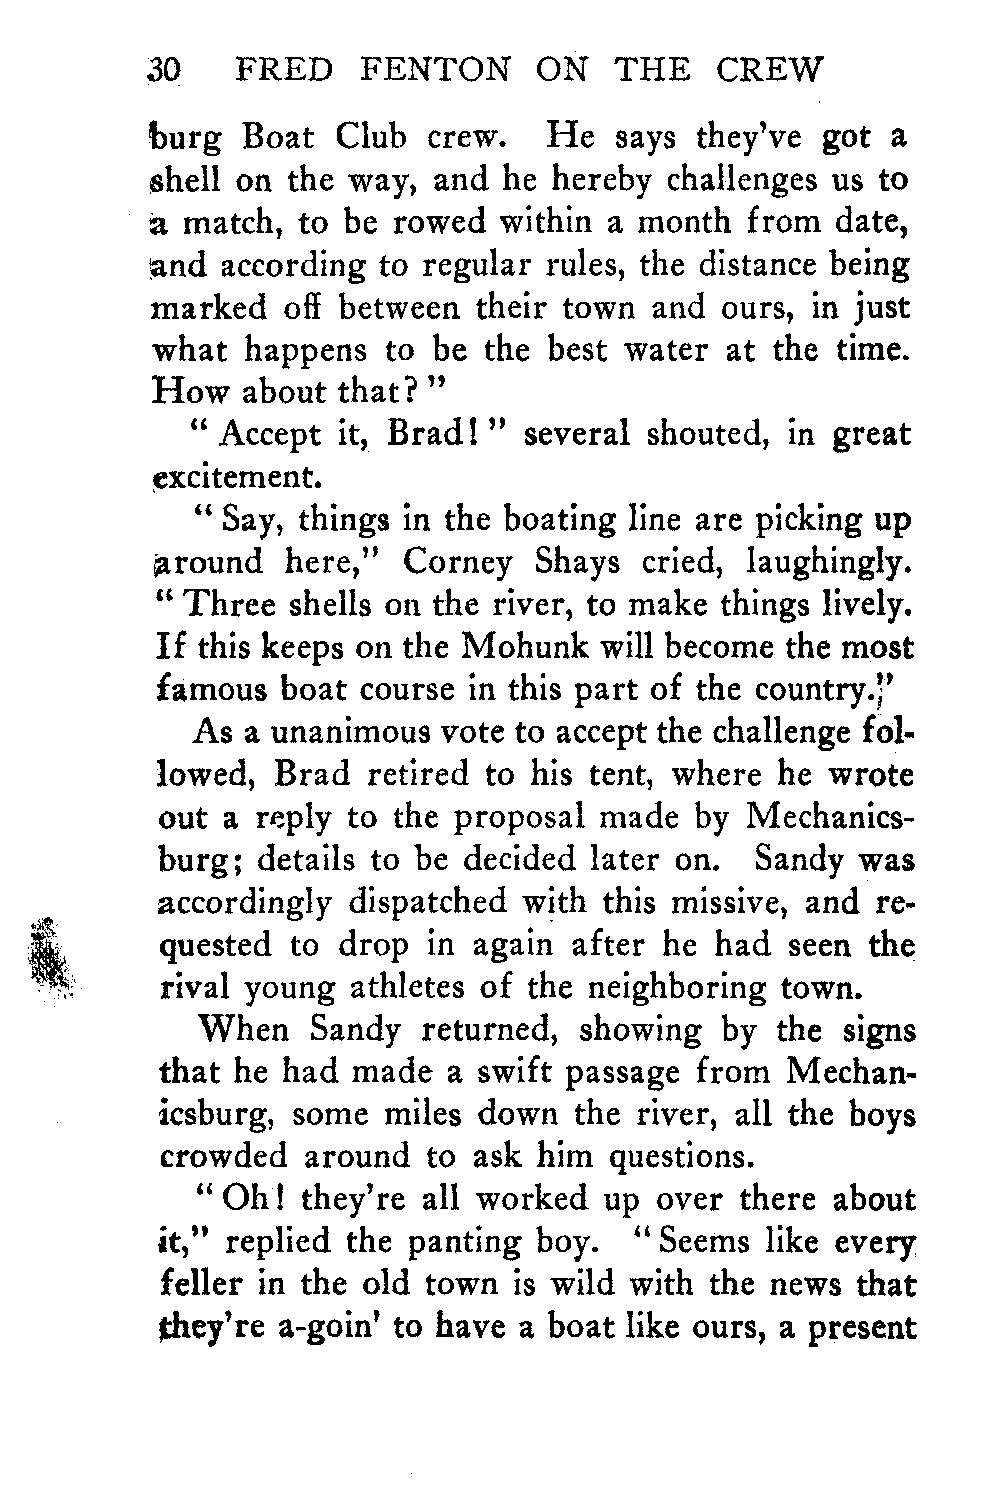 30 FRED FENTON ON THE CREW
burg Boat Club crew. He says they've got a
shell on the way, and he hereby challenges us to
a match, to be rowed within a month from date,
and according to regular rules, the distance being
marked off between their town and ours, in just
what happens to be the best water at the time.
How about that? "
" Accept it, Brad! " several shouted, in great
excitement.
" Say, things in the boating line are picking up
around here," Corney Shays cried, laughingly.
" Three shells on the river, to make things lively.
If this keeps on the Mohunk will become the most
famous boat course in this part of the country."
As a unanimous vote to accept the challenge fol-
lowed, Brad retired to his tent, where he wrote
out a reply to the proposal made by Mechanics-
burg; details to be decided later on. Sandy was
accordingly dispatched with this missive, and re-
quested to drop in again after he had seen the
rival young athletes of the neighboring town.
When Sandy returned, showing by the signs
that he had made a swift passage from Mechan-
icsburg, some miles down the river, all the boys
crowded around to ask him questions.
" Oh! they're all worked up over there about
it," replied the panting boy. " Seems like every
feller in the old town is wild with the news that
they're a-goin' to have a boat like ours, a present